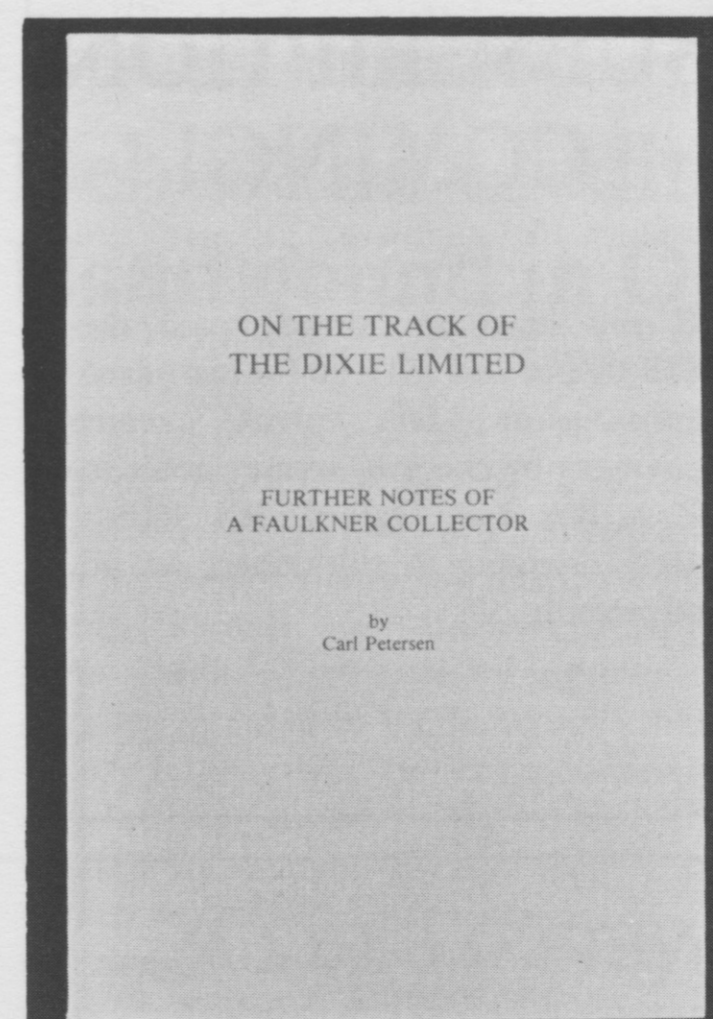 ON THE TRACK OF
THE DIXIE LIMITED
FURTHER NOTES OF
A FAULKNER COLLECTOR
by
Carl Petersen